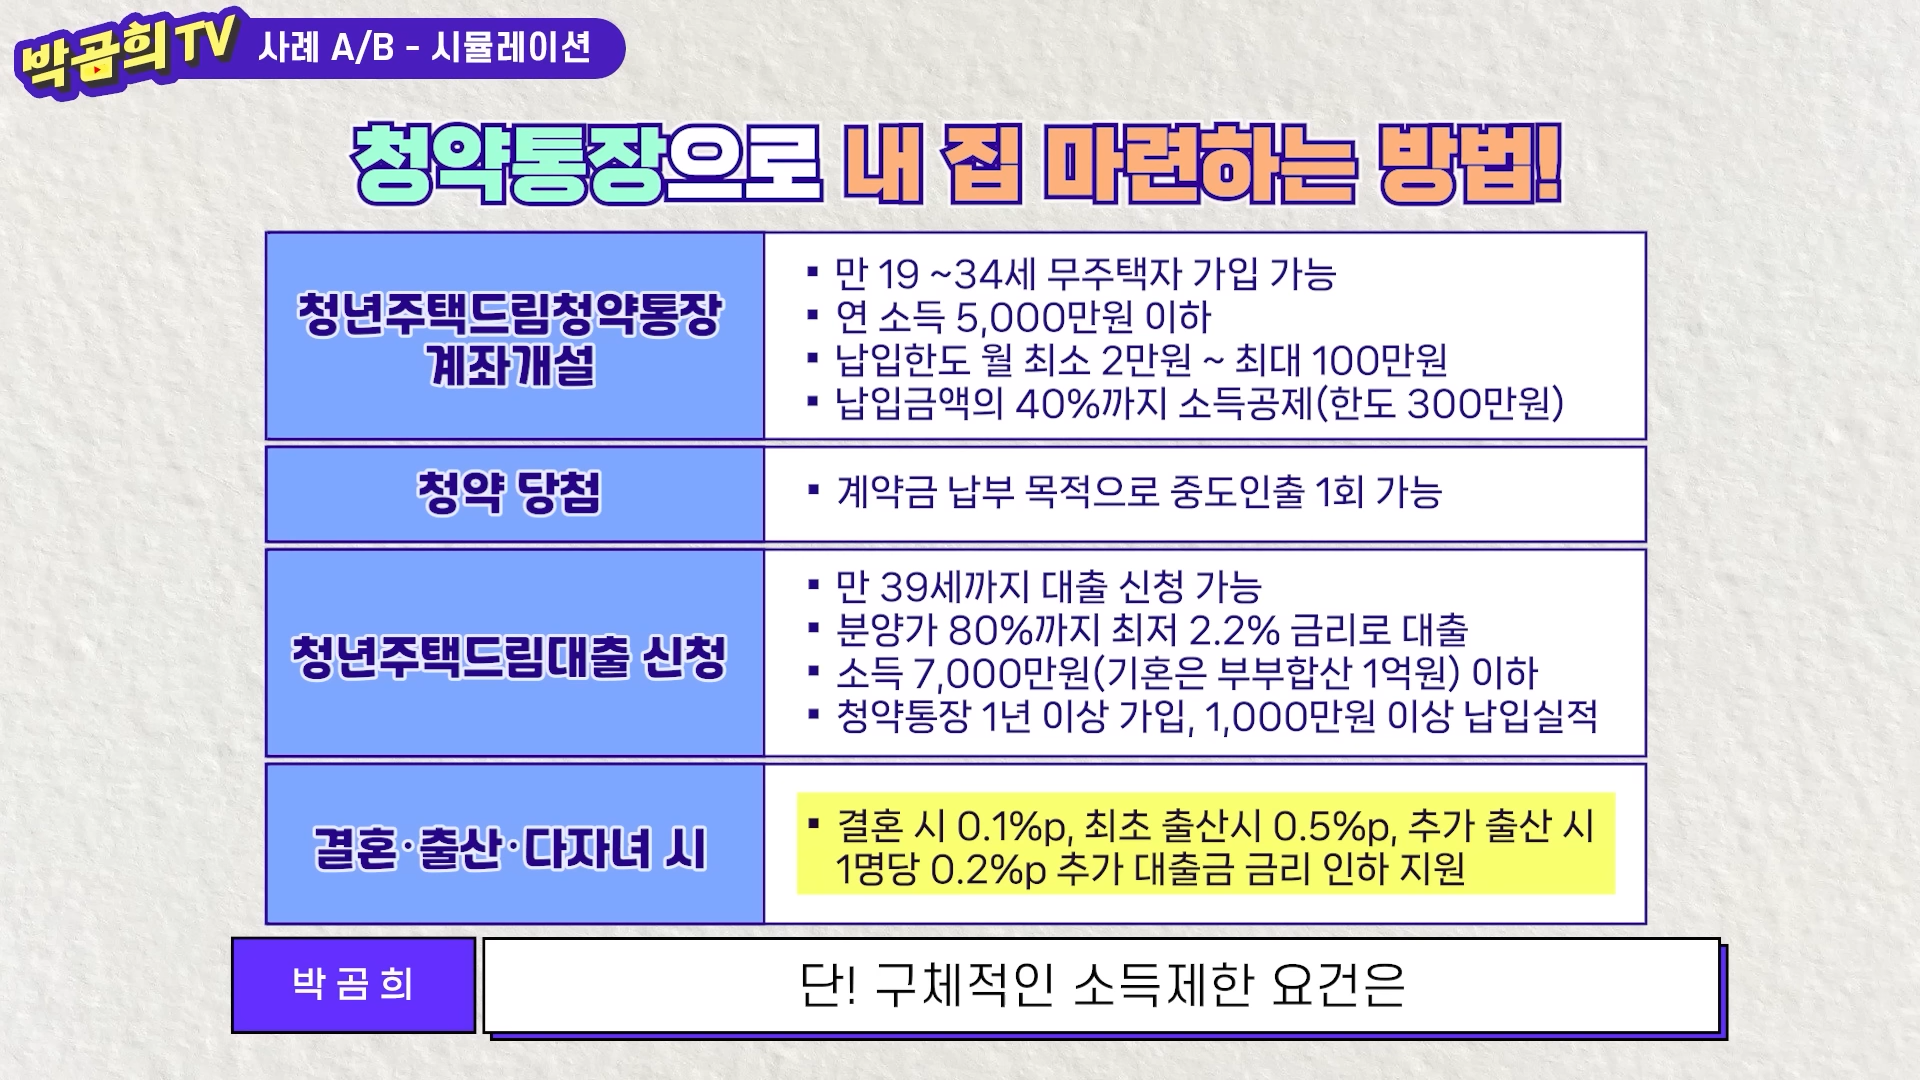 박곰희TV
사례 A/B - 시뮬레이션
청약통장으로 내 집 마련하는 방법!
청년주택드림청약통장
계좌개설
▪ 만 19 ~34세 무주택자 가입 가능
▪ 연 소득 5,000만원 이하
▪ 납입한도 월 최소 2만원 ~ 최대 100만원
▪ 납입금액의 40%까지 소득공제(한도 300만원)
청약 당첨
▪ 계약금 납부 목적으로 중도인출 1회 가능
청년주택드림대출 신청
▪ 만 39세까지 대출 신청 가능
▪ 분양가 80%까지 최저 2.2% 금리로 대출
▪ 소득 7,000만원(기혼은 부부합산 1억원) 이하
▪ 청약통장 1년 이상 가입, 1,000만원 이상 납입실적
결혼·출산·다자녀 시
▪ 결혼 시 0.1%p, 최초 출산시 0.5%p, 추가 출산 시
1명당 0.2%p 추가 대출금 금리 인하 지원
박곰희
단! 구체적인 소득제한 요건은